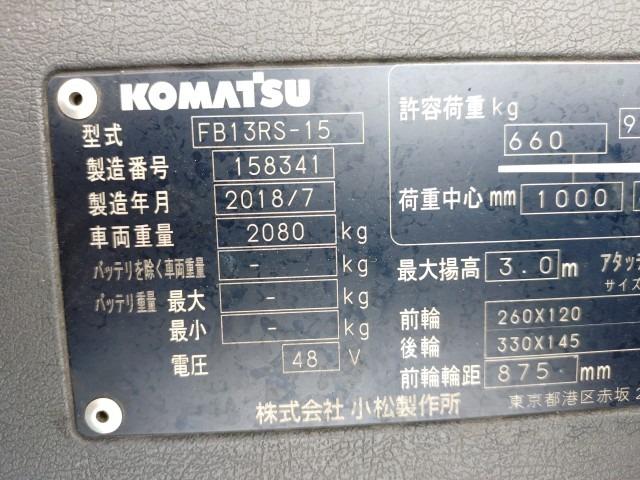 KOMATSU
型式 FB13RS-15
製造番号 158341
製造年月 2018/7
車両重量 2080 kg
バッテリを除く車両重量 - kg
バッテリ重量 最大 - kg
最小 - kg
電圧 48 V
許容荷重 kg
660 9
荷重中心 mm 1000
最大揚高 3.0 m アタッチ
サイズ
前輪 260X120
後輪 330X145
前輪輪距 875 mm
株式会社 小松製作所 東京都港区赤坂2